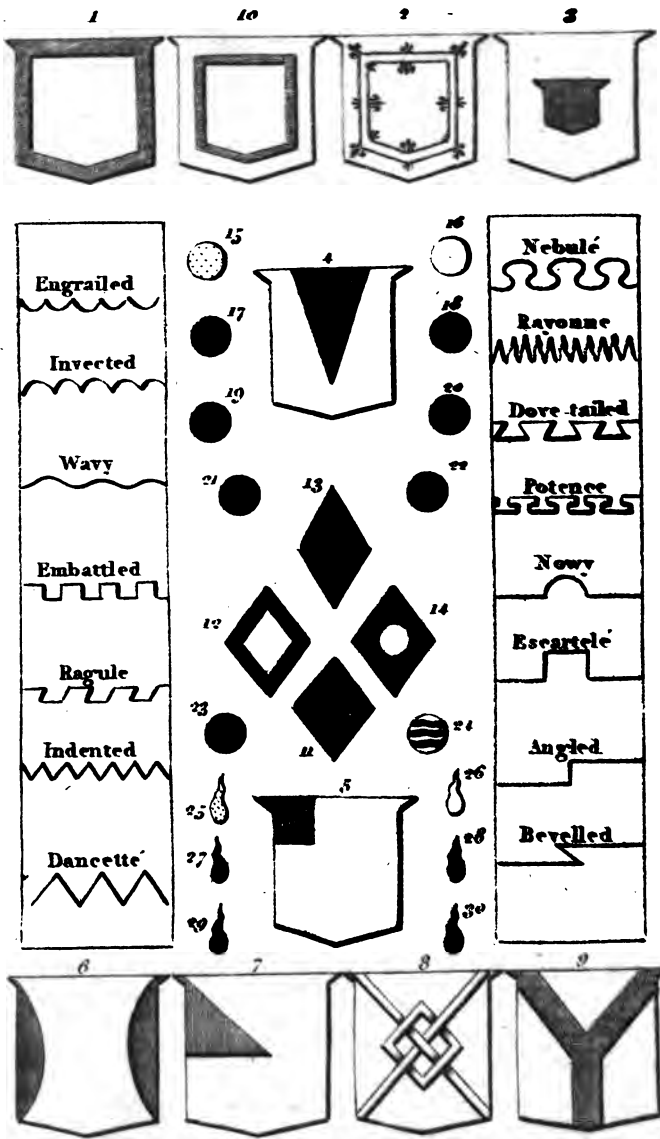 1 10 2 3
Engrailed
Invected
Wavy
Embattled
Ragule
Indented
Dancetté
15 4 16
17 18
19 20
21 13 22
12 14
23 11 24
25 5 26
27 28
29 30
Nebulé
Rayonne
Dove-tailed
Potence
Nowy
Escartelé
Angled
Bevelled
6 7 8 9